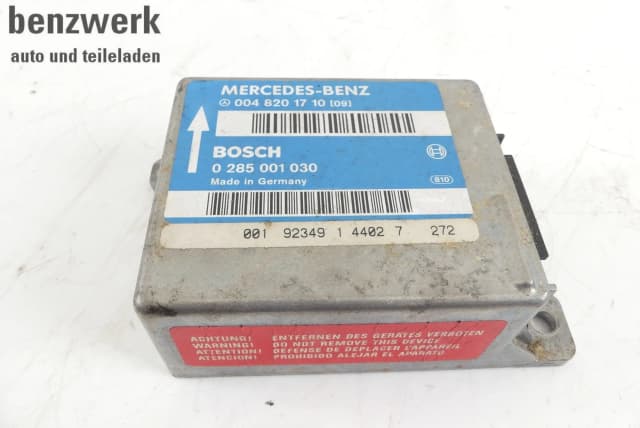 benzwerk
auto und teileladen
MERCEDES-BENZ
004 820 17 10 [09]
BOSCH
0 285 001 030
Made in Germany
810
001 92349 1 4402 7 272
ACHTUNG! ENTFERNEN DES GERÄTES VERBOTEN
WARNING! DO NOT REMOVE THIS DEVICE
ATTENTION! DEFENSE DE DEPLACER L'APPAREIL
ATENCION! PROHIBIDO ALEJAR EL APARATO